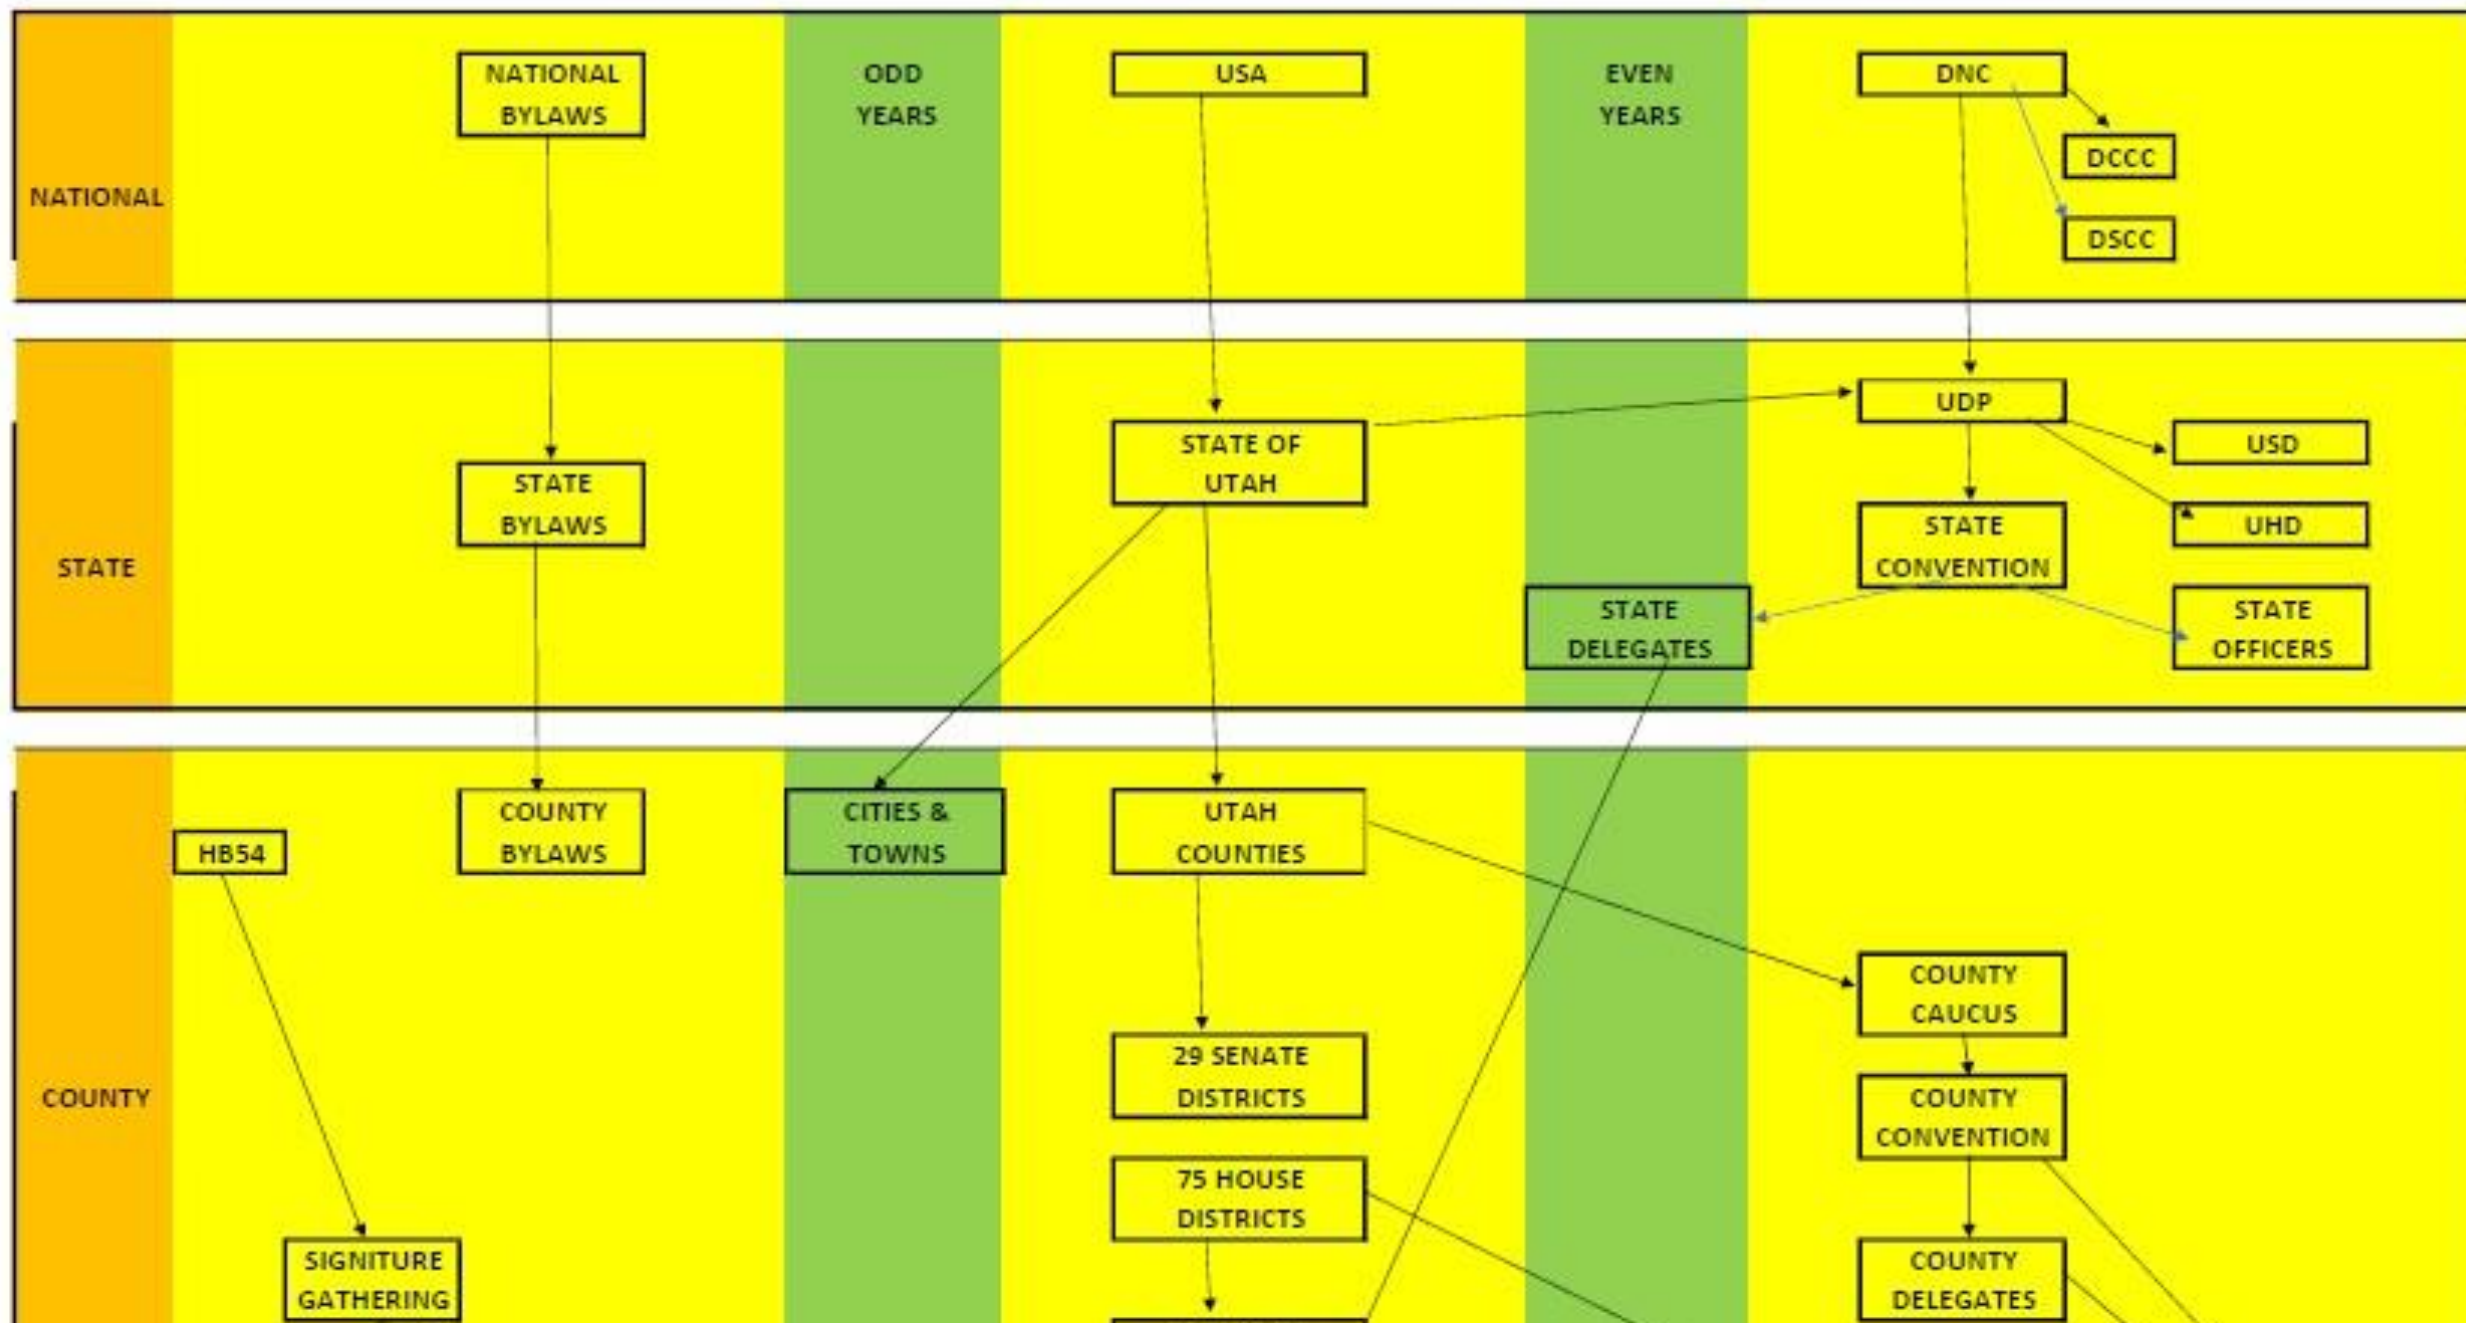 NATIONAL
BYLAWS
ODD
YEARS
USA
EVEN
YEARS
DNC
DCCC
NATIONAL
DSCC
UDP
STATE OF
UTAH
USD
STATE
BYLAWS
STATE
CONVENTION
UHD
STATE
STATE
DELEGATES
STATE
OFFICERS
HB54
COUNTY
BYLAWS
CITIES &
TOWNS
UTAH
COUNTIES
COUNTY
CAUCUS
29 SENATE
DISTRICTS
COUNTY
COUNTY
CONVENTION
75 HOUSE
DISTRICTS
SIGNITURE
GATHERING
COUNTY
DELEGATES